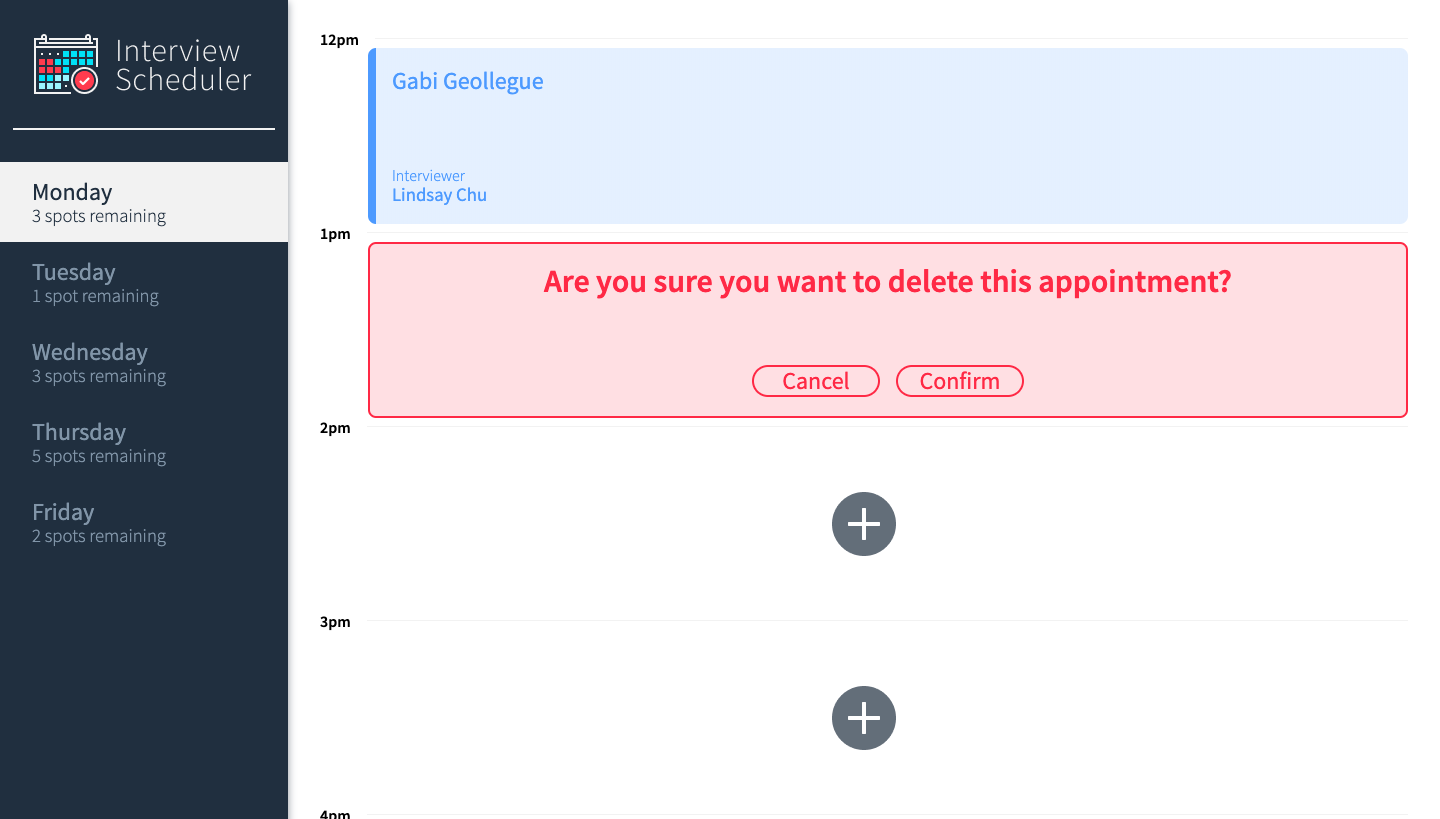 Interview
Scheduler
Monday
3 spots remaining
Tuesday
1 spot remaining
Wednesday
3 spots remaining
Thursday
5 spots remaining
Friday
2 spots remaining
12pm
Gabi Geollegue
Interviewer
Lindsay Chu
1pm
Are you sure you want to delete this appointment?
Cancel Confirm
2pm
3pm
4pm